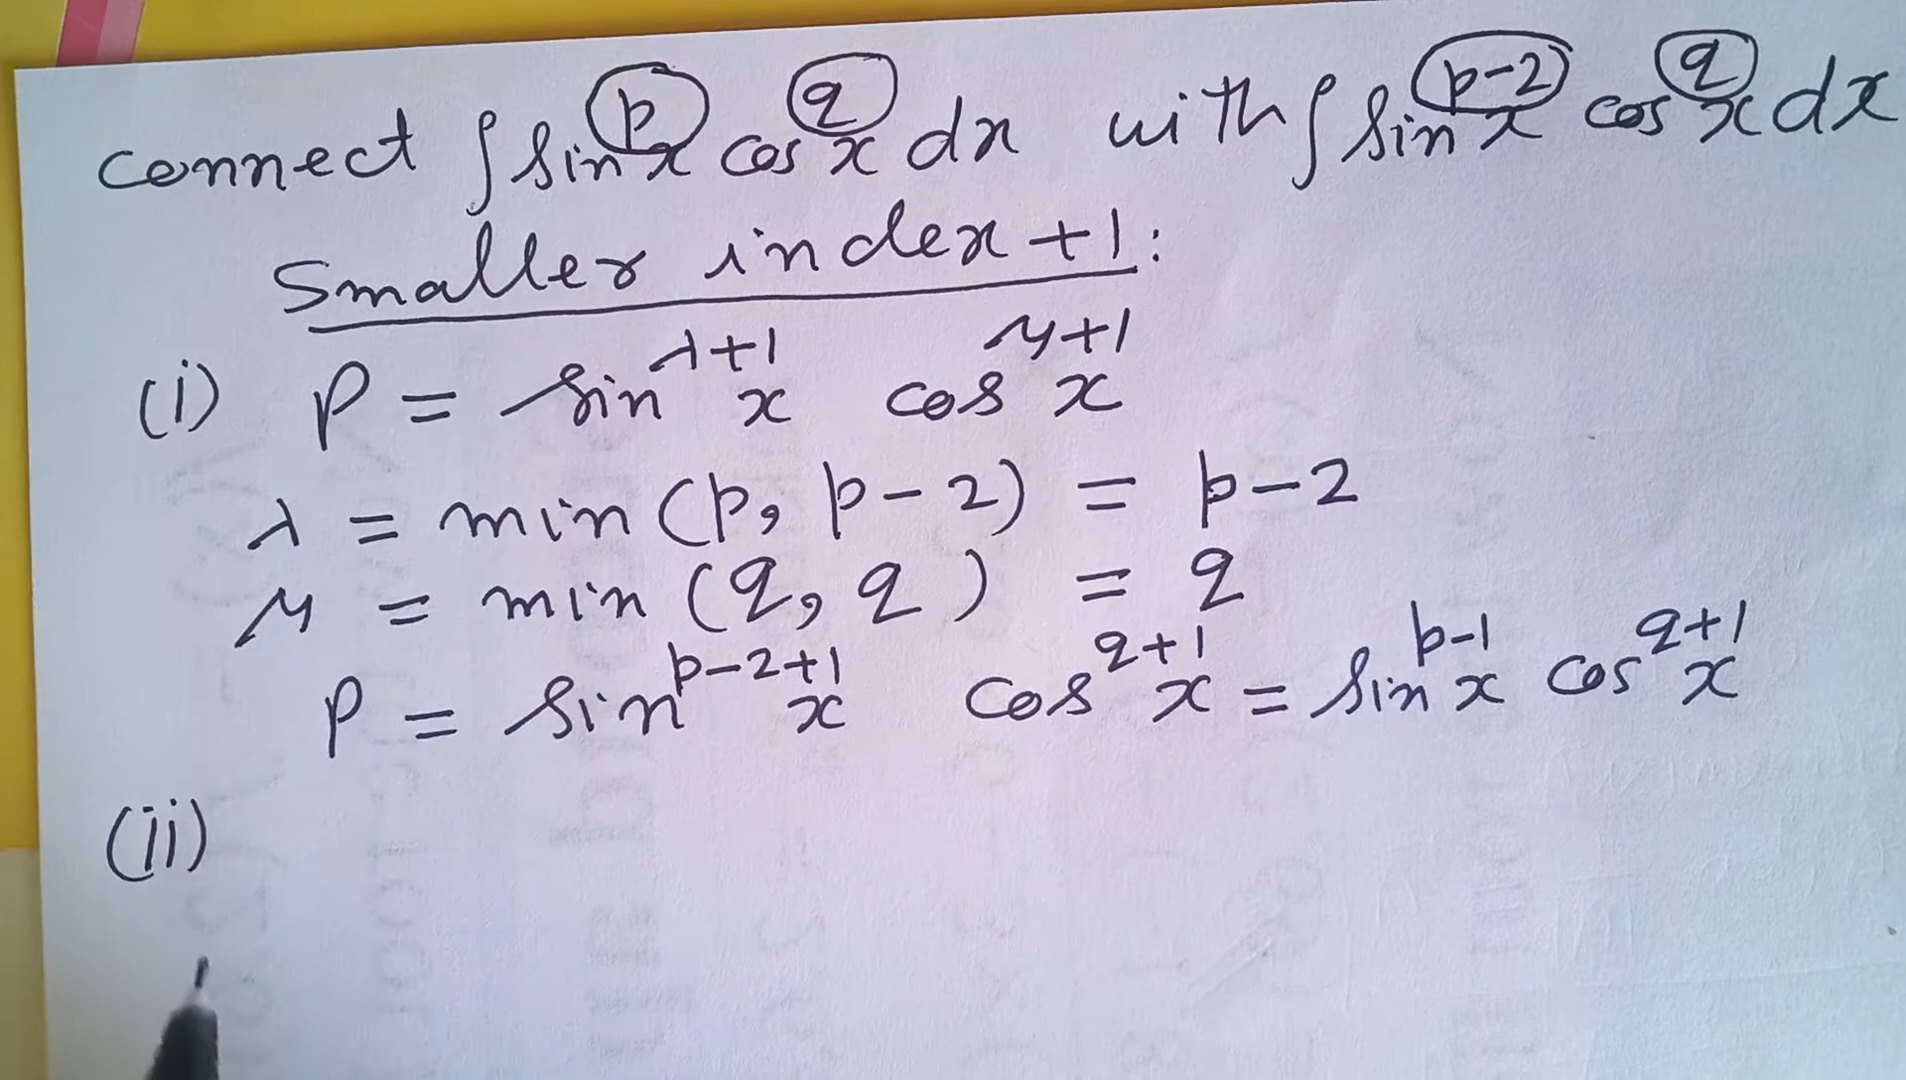 connect ∫ sin^p x cos^q x dx with ∫ sin^{p-2} x cos^q x dx
Smaller index +1:
(i) P = sin^{λ+1} x cos^{μ+1} x
λ = min (p, p-2) = p-2
μ = min (q, q) = q
P = sin^{p-2+1} x cos^{q+1} x = sin^{p-1} x cos^{q+1} x
(ii)